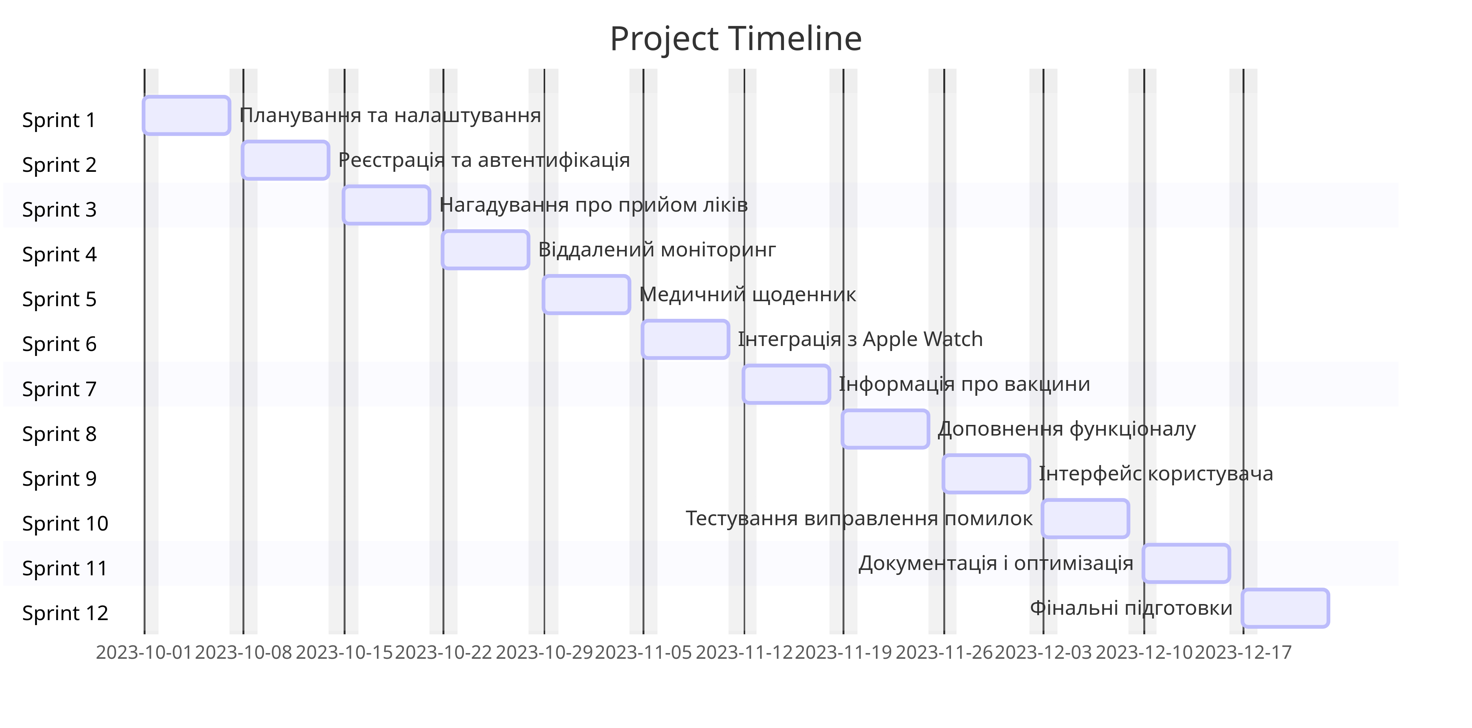 Project Timeline
Sprint 1
Планування та налаштування
Sprint 2
Реєстрація та автентифікація
Sprint 3
Нагадування про прийом ліків
Sprint 4
Віддалений моніторинг
Sprint 5
Медичний щоденник
Sprint 6
Інтеграція з Apple Watch
Sprint 7
Інформація про вакцини
Sprint 8
Доповнення функціоналу
Sprint 9
Інтерфейс користувача
Sprint 10
Тестування виправлення помилок
Sprint 11
Документація і оптимізація
Sprint 12
Фінальні підготовки
2023-10-01 2023-10-08 2023-10-15 2023-10-22 2023-10-29 2023-11-05 2023-11-12 2023-11-19 2023-11-26 2023-12-03 2023-12-10 2023-12-17